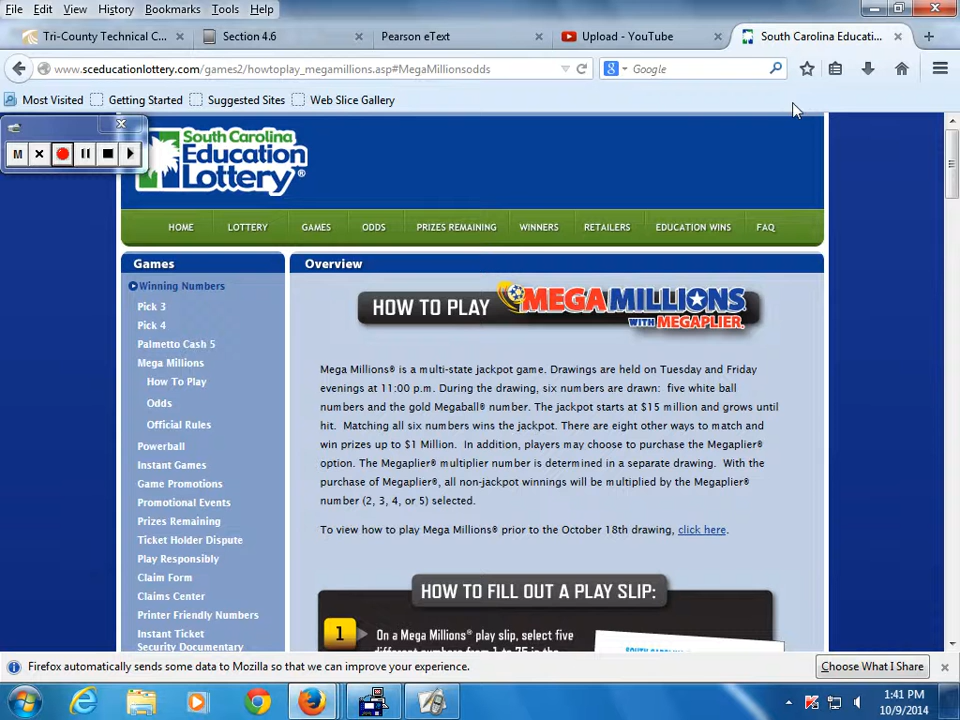 File Edit View History Bookmarks Tools Help
Tri-County Technical C... Section 4.6 Pearson eText Upload - YouTube South Carolina Educati...
www.sceducationlottery.com/games2/howtoplay_megamillions.asp#MegaMillionsodds Google
Most Visited Getting Started Suggested Sites Web Slice Gallery
M
South Carolina
Education
Lottery®
HOME LOTTERY GAMES ODDS PRIZES REMAINING WINNERS RETAILERS EDUCATION WINS FAQ
Games
Winning Numbers
Pick 3
Pick 4
Palmetto Cash 5
Mega Millions
How To Play
Odds
Official Rules
Powerball
Instant Games
Game Promotions
Promotional Events
Prizes Remaining
Ticket Holder Dispute
Play Responsibly
Claim Form
Claims Center
Printer Friendly Numbers
Instant Ticket
Security Documentary
Overview
HOW TO PLAY MEGA MILLIONS
WITH MEGAPLIER.
Mega Millions® is a multi-state jackpot game. Drawings are held on Tuesday and Friday
evenings at 11:00 p.m. During the drawing, six numbers are drawn: five white ball
numbers and the gold Megaball® number. The jackpot starts at $15 million and grows until
hit. Matching all six numbers wins the jackpot. There are eight other ways to match and
win prizes up to $1 Million. In addition, players may choose to purchase the Megaplier®
option. The Megaplier® multiplier number is determined in a separate drawing. With the
purchase of Megaplier®, all non-jackpot winnings will be multiplied by the Megaplier®
number (2, 3, 4, or 5) selected.
To view how to play Mega Millions® prior to the October 18th drawing, click here.
HOW TO FILL OUT A PLAY SLIP:
1 On a Mega Millions® play slip, select five
numbers from 1 to 75 in the
Firefox automatically sends some data to Mozilla so that we can improve your experience. Choose What I Share
1:41 PM
10/9/2014